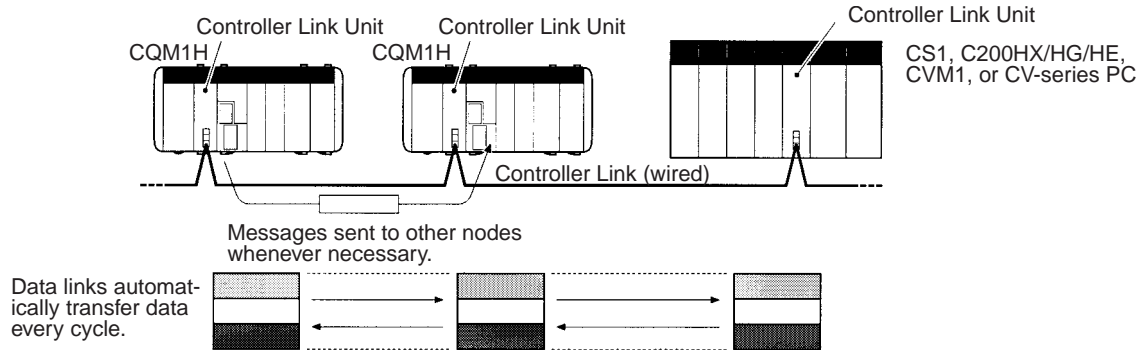 Controller Link Unit
CQM1H
Controller Link Unit
CQM1H
Controller Link Unit
CS1, C200HX/HG/HE,
CVM1, or CV-series PC
Controller Link (wired)
Messages sent to other nodes
whenever necessary.
Data links automat-
ically transfer data
every cycle.